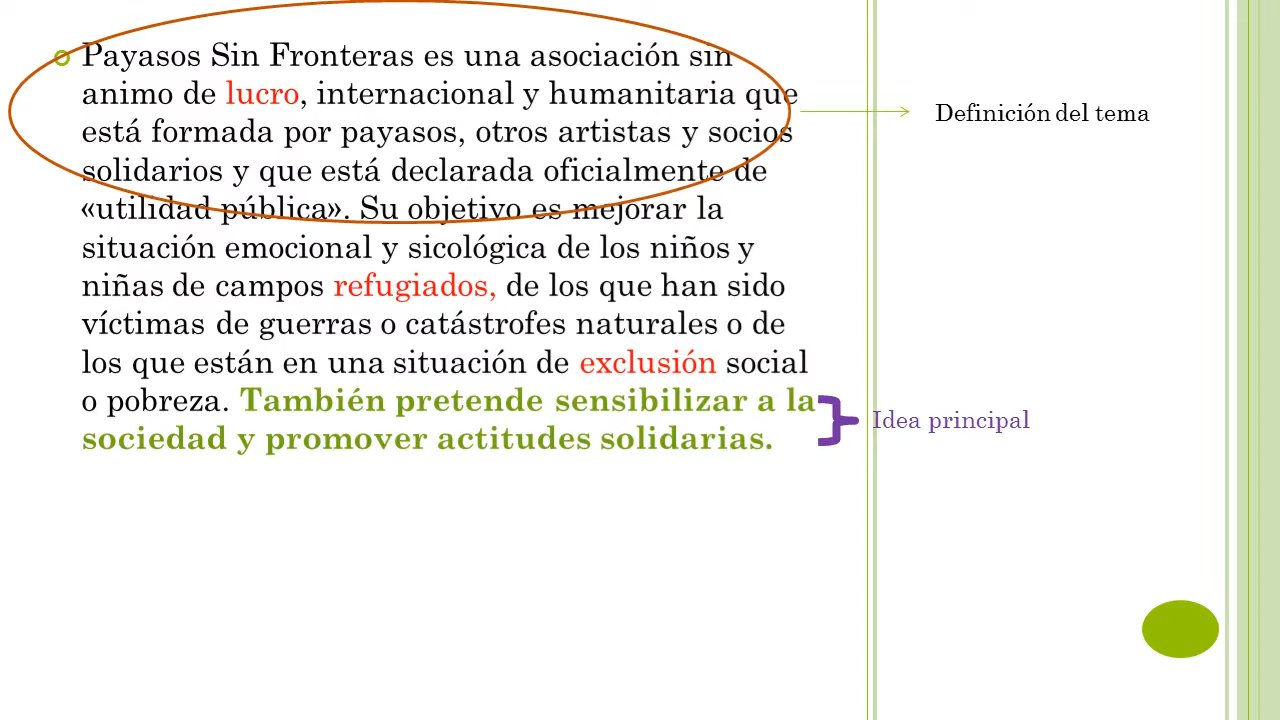 Payasos Sin Fronteras es una asociación sin
animo de lucro, internacional y humanitaria que
está formada por payasos, otros artistas y socios
solidarios y que está declarada oficialmente de
«utilidad pública». Su objetivo es mejorar la
situación emocional y sicológica de los niños y
niñas de campos refugiados, de los que han sido
víctimas de guerras o catástrofes naturales o de
los que están en una situación de exclusión social
o pobreza. También pretende sensibilizar a la
sociedad y promover actitudes solidarias.
Definición del tema
Idea principal